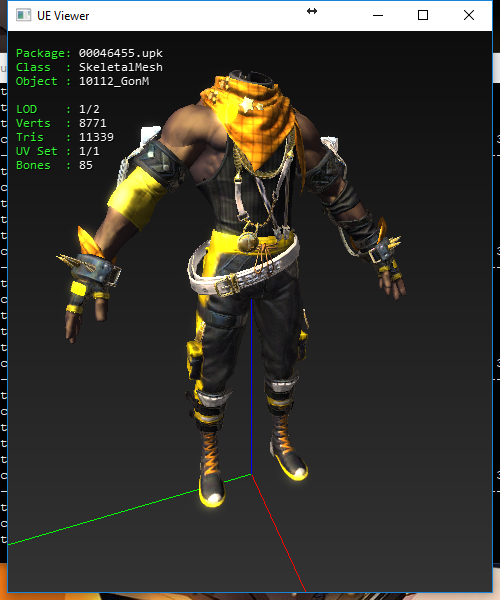 UE Viewer
Package: 00046455.upk
Class : SkeletalMesh
Object : 10112_GonM
LOD : 1/2
Verts : 8771
Tris : 11339
UV Set : 1/1
Bones : 85